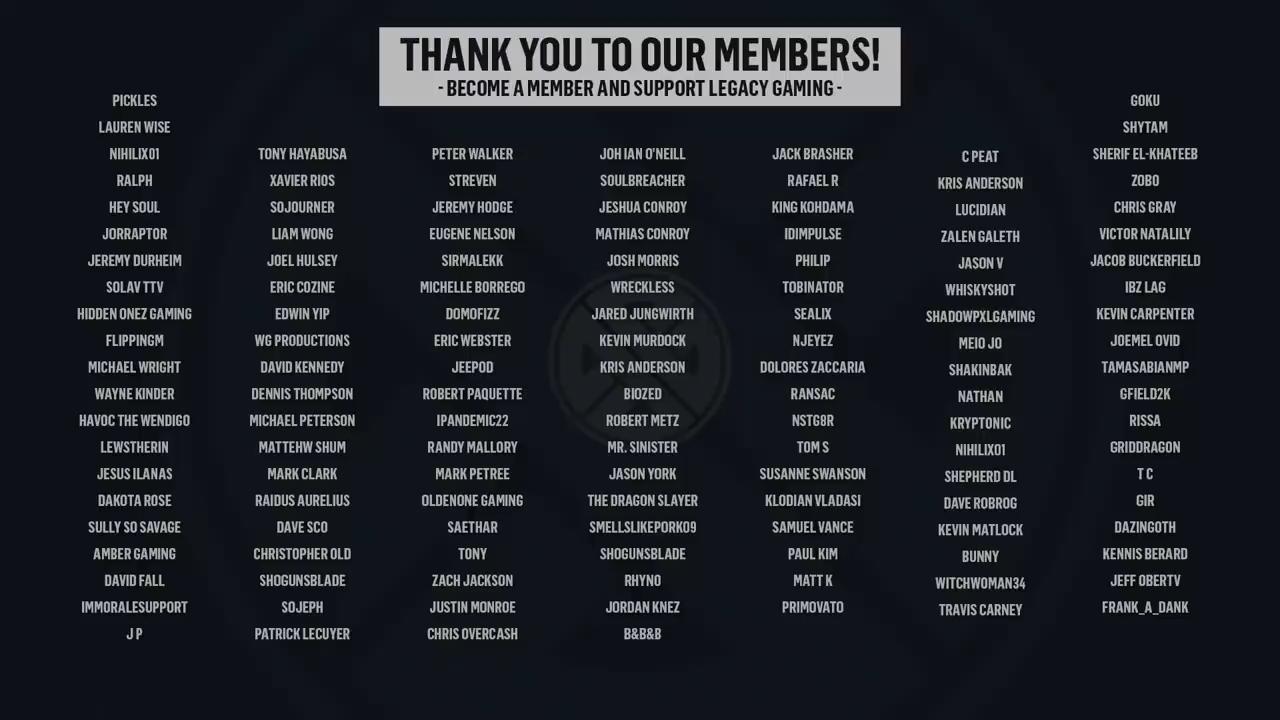 THANK YOU TO OUR MEMBERS!
- BECOME A MEMBER AND SUPPORT LEGACY GAMING -
PICKLES
LAUREN WISE
NIHILIX01
RALPH
HEY SOUL
JORRAPTOR
JEREMY DURHEIM
SOLAV TTV
HIDDEN ONEZ GAMING
FLIPPINGM
MICHAEL WRIGHT
WAYNE KINDER
HAVOC THE WENDIGO
LEWSTHERIN
JESUS ILANAS
DAKOTA ROSE
SULLY SO SAVAGE
AMBER GAMING
DAVID FALL
IMMORALESUPPORT
J P
TONY HAYABUSA
XAVIER RIOS
SOJOURNER
LIAM WONG
JOEL HULSEY
ERIC COZINE
EDWIN YIP
WG PRODUCTIONS
DAVID KENNEDY
DENNIS THOMPSON
MICHAEL PETERSON
MATTEHW SHUM
MARK CLARK
RAIDUS AURELIUS
DAVE SCO
CHRISTOPHER OLD
SHOGUNSBLADE
SOJEPH
PATRICK LECUYER
PETER WALKER
STREVEN
JEREMY HODGE
EUGENE NELSON
SIRMALEKK
MICHELLE BORREGO
DOMOFIZZ
ERIC WEBSTER
JEEPOD
ROBERT PAQUETTE
IPANDEMIC22
RANDY MALLORY
MARK PETREE
OLDENONE GAMING
SAETHAR
TONY
ZACH JACKSON
JUSTIN MONROE
CHRIS OVERCASH
JOH IAN O'NEILL
SOULBREACHER
JESHUA CONROY
MATHIAS CONROY
JOSH MORRIS
WRECKLESS
JARED JUNGWIRTH
KEVIN MURDOCK
KRIS ANDERSON
BIOZED
ROBERT METZ
MR. SINISTER
JASON YORK
THE DRAGON SLAYER
SMELLSLIKEPORK09
SHOGUNSBLADE
RHYNO
JORDAN KNEZ
B&B&B
JACK BRASHER
RAFAEL R
KING KOHDAMA
IDIMPULSE
PHILIP
TOBINATOR
SEALIX
NJEYEZ
DOLORES ZACCARIA
RANSAC
NSTG8R
TOM S
SUSANNE SWANSON
KLODIAN VLADASI
SAMUEL VANCE
PAUL KIM
MATT K
PRIMOVATO
C PEAT
KRIS ANDERSON
LUCIDIAN
ZALEN GALETH
JASON V
WHISKYSHOT
SHADOWPXLGAMING
MEIO JO
SHAKINBAK
NATHAN
KRYPTONIC
NIHILIX01
SHEPHERD DL
DAVE ROBROG
KEVIN MATLOCK
BUNNY
WITCHWOMAN34
TRAVIS CARNEY
GOKU
SHYTAM
SHERIF EL-KHATEEB
ZOBO
CHRIS GRAY
VICTOR NATALILY
JACOB BUCKERFIELD
IBZ LAG
KEVIN CARPENTER
JOEMEL OVID
TAMASABIANMP
GFIELD2K
RISSA
GRIDDRAGON
T C
GIR
DAZINGOTH
KENNIS BERARD
JEFF OBERTV
FRANK_A_DANK